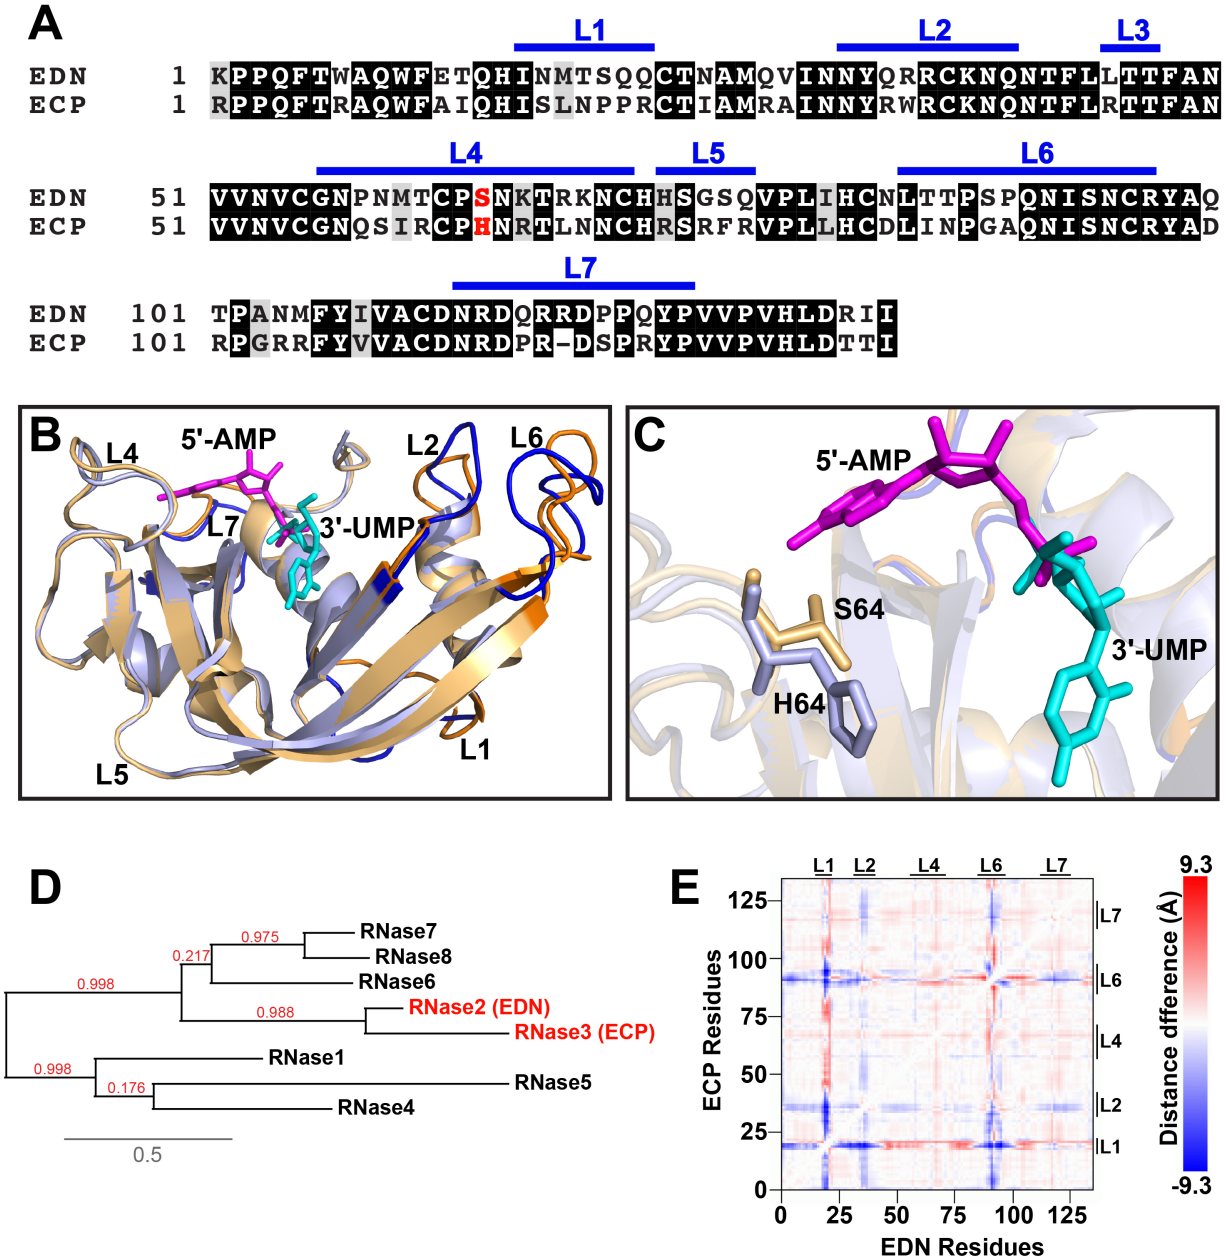 A
L1 L2 L3
EDN 1 KPPQFTWAQWFETQHINMTSQQCTNAMQVINNYQRRCKNQNTFLLTTFAN
ECP 1 RPPQFTRAQWFAIQHISLNPPRCTIAMRAINNYRWRCKNQNTFLRTTFAN
L4 L5 L6
EDN 51 VVNVCGNPNMTCPSNKTRKNCHHSGSQVPLIHCNLTTPSPQNISNCRYAQ
ECP 51 VVNVCGNQSIRCPHNRTLNNCHRSRFRVPLLHCDLINPGAQNISNCRYAD
L7
EDN 101 TPANMFYIVACDNRDQRRDPPQYPVVPVHLDRII
ECP 101 RPGRRFYVVACDNRDPR-DSPRYPVVPVHLDTTI
B
5'-AMP
L4
L2
L6
L7
3'-UMP
L1
L5
C
5'-AMP
S64
H64
3'-UMP
D
0.975
RNase7
0.217
RNase8
0.998
RNase6
0.988
RNase2 (EDN)
RNase3 (ECP)
0.998
RNase1
0.176
RNase5
RNase4
0.5
E
L1 L2 L4 L6 L7
9.3
125
100
75
50
25
0
ECP Residues
L7
L6
L4
L2
L1
0 25 50 75 100 125
EDN Residues
Distance dfference (Å)
-9.3